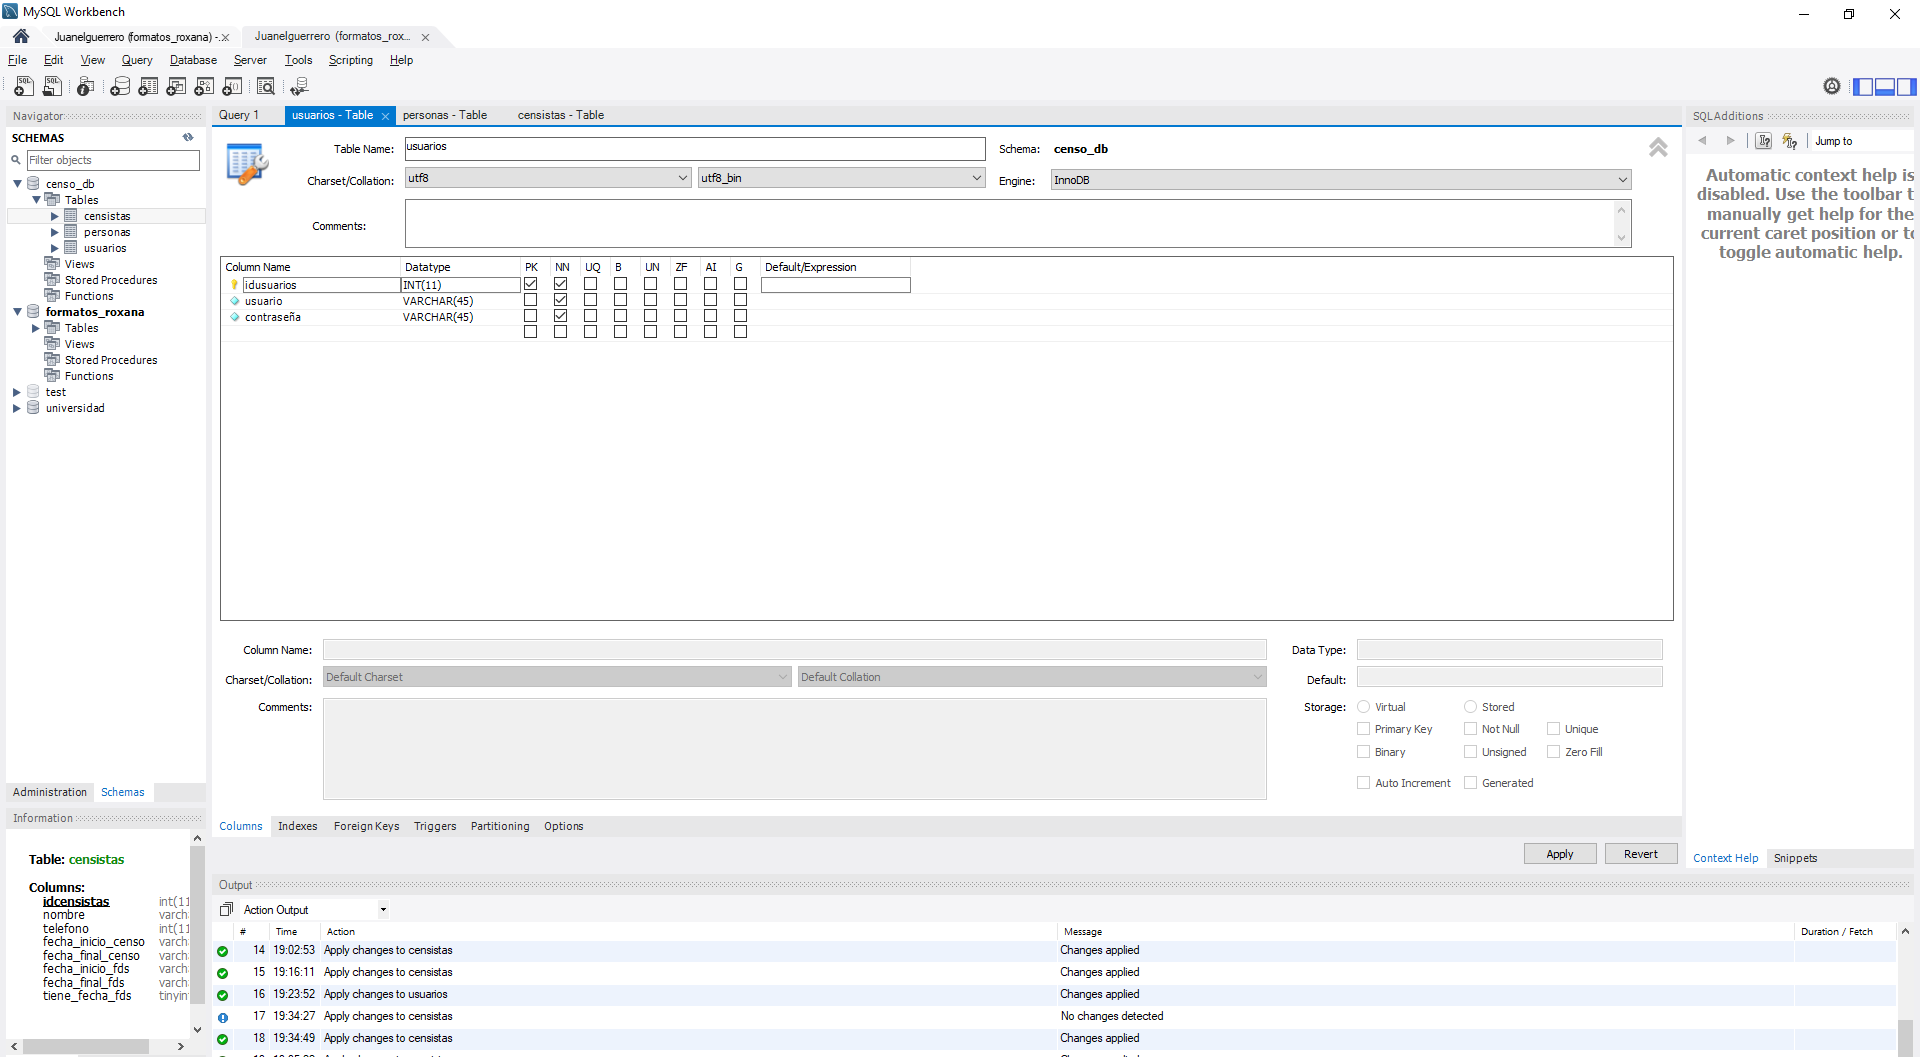 MySQL Workbench
Juanelguerrero (formatos_roxana) -...
Juanelguerrero (formatos_rox...
File Edit View Query Database Server Tools Scripting Help
Navigator
SCHEMAS
Filter objects
censo_db
Tables
censistas
personas
usuarios
Views
Stored Procedures
Functions
formatos_roxana
Tables
Views
Stored Procedures
Functions
test
universidad
Administration Schemas
Information
Table: censistas
Columns:
idcensistas int(11
nombre varch
telefono int(11
fecha_inicio_censo varch
fecha_final_censo varch
fecha_inicio_fds varch
fecha_final_fds varch
tiene_fecha_fds tinyin
Query 1 usuarios - Table personas - Table censistas - Table
Table Name: usuarios Schema: censo_db
Charset/Collation: utf8 utf8_bin Engine: InnoDB
Comments:
Column Name Datatype PK NN UQ B UN ZF AI G Default/Expression
idusuarios INT(11)
usuario VARCHAR(45)
contraseña VARCHAR(45)
Column Name: Data Type:
Charset/Collation: Default Charset Default Collation Default:
Comments: Storage: Virtual Stored
Primary Key Not Null Unique
Binary Unsigned Zero Fill
Auto Increment Generated
Columns Indexes Foreign Keys Triggers Partitioning Options
Apply Revert
Output
Action Output
# Time Action Message Duration / Fetch
14 19:02:53 Apply changes to censistas Changes applied
15 19:16:11 Apply changes to censistas Changes applied
16 19:23:52 Apply changes to usuarios Changes applied
17 19:34:27 Apply changes to censistas No changes detected
18 19:34:49 Apply changes to censistas Changes applied
SQLAdditions
Jump to
Automatic context help is
disabled. Use the toolbar t
manually get help for the
current caret position or to
toggle automatic help.
Context Help Snippets